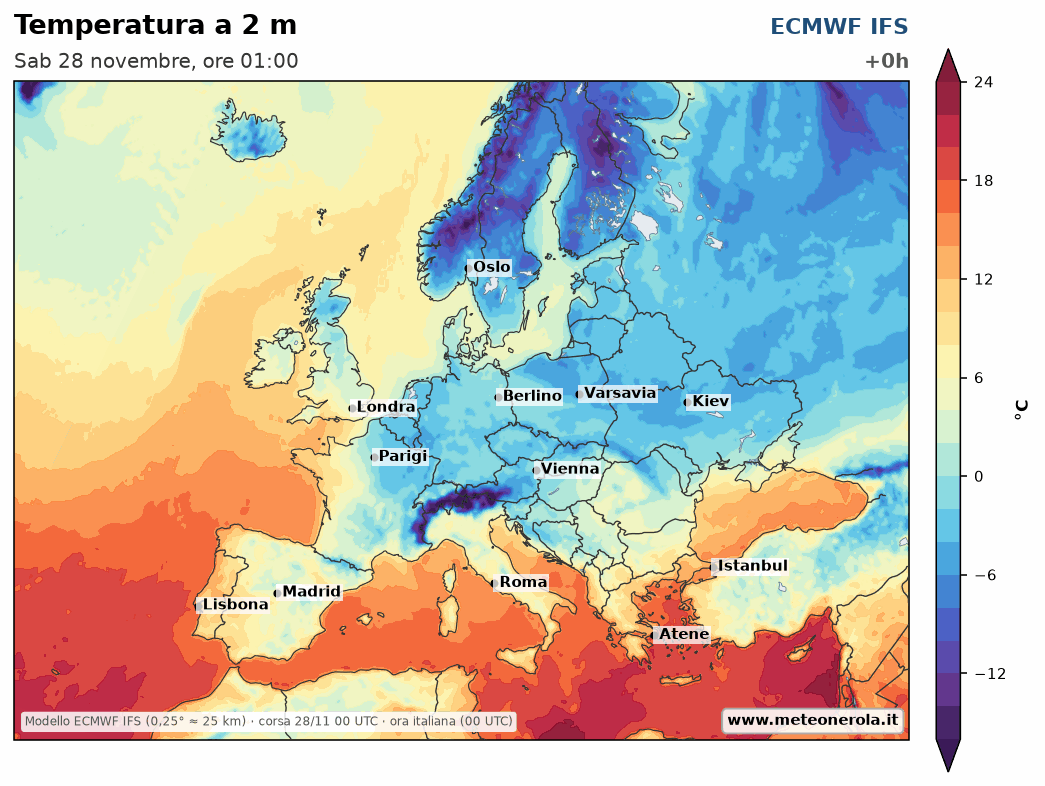 Temperatura a 2 m
ECMWF IFS
Sab 28 novembre, ore 01:00
+0h
24
18
12
6
0
−6
−12
°C
Oslo
Londra
Berlino
Varsavia
Kiev
Parigi
Vienna
Istanbul
Roma
Madrid
Lisbona
Atene
Modello ECMWF IFS (0,25° ≈ 25 km) · corsa 28/11 00 UTC · ora italiana (00 UTC)
www.meteonerola.it